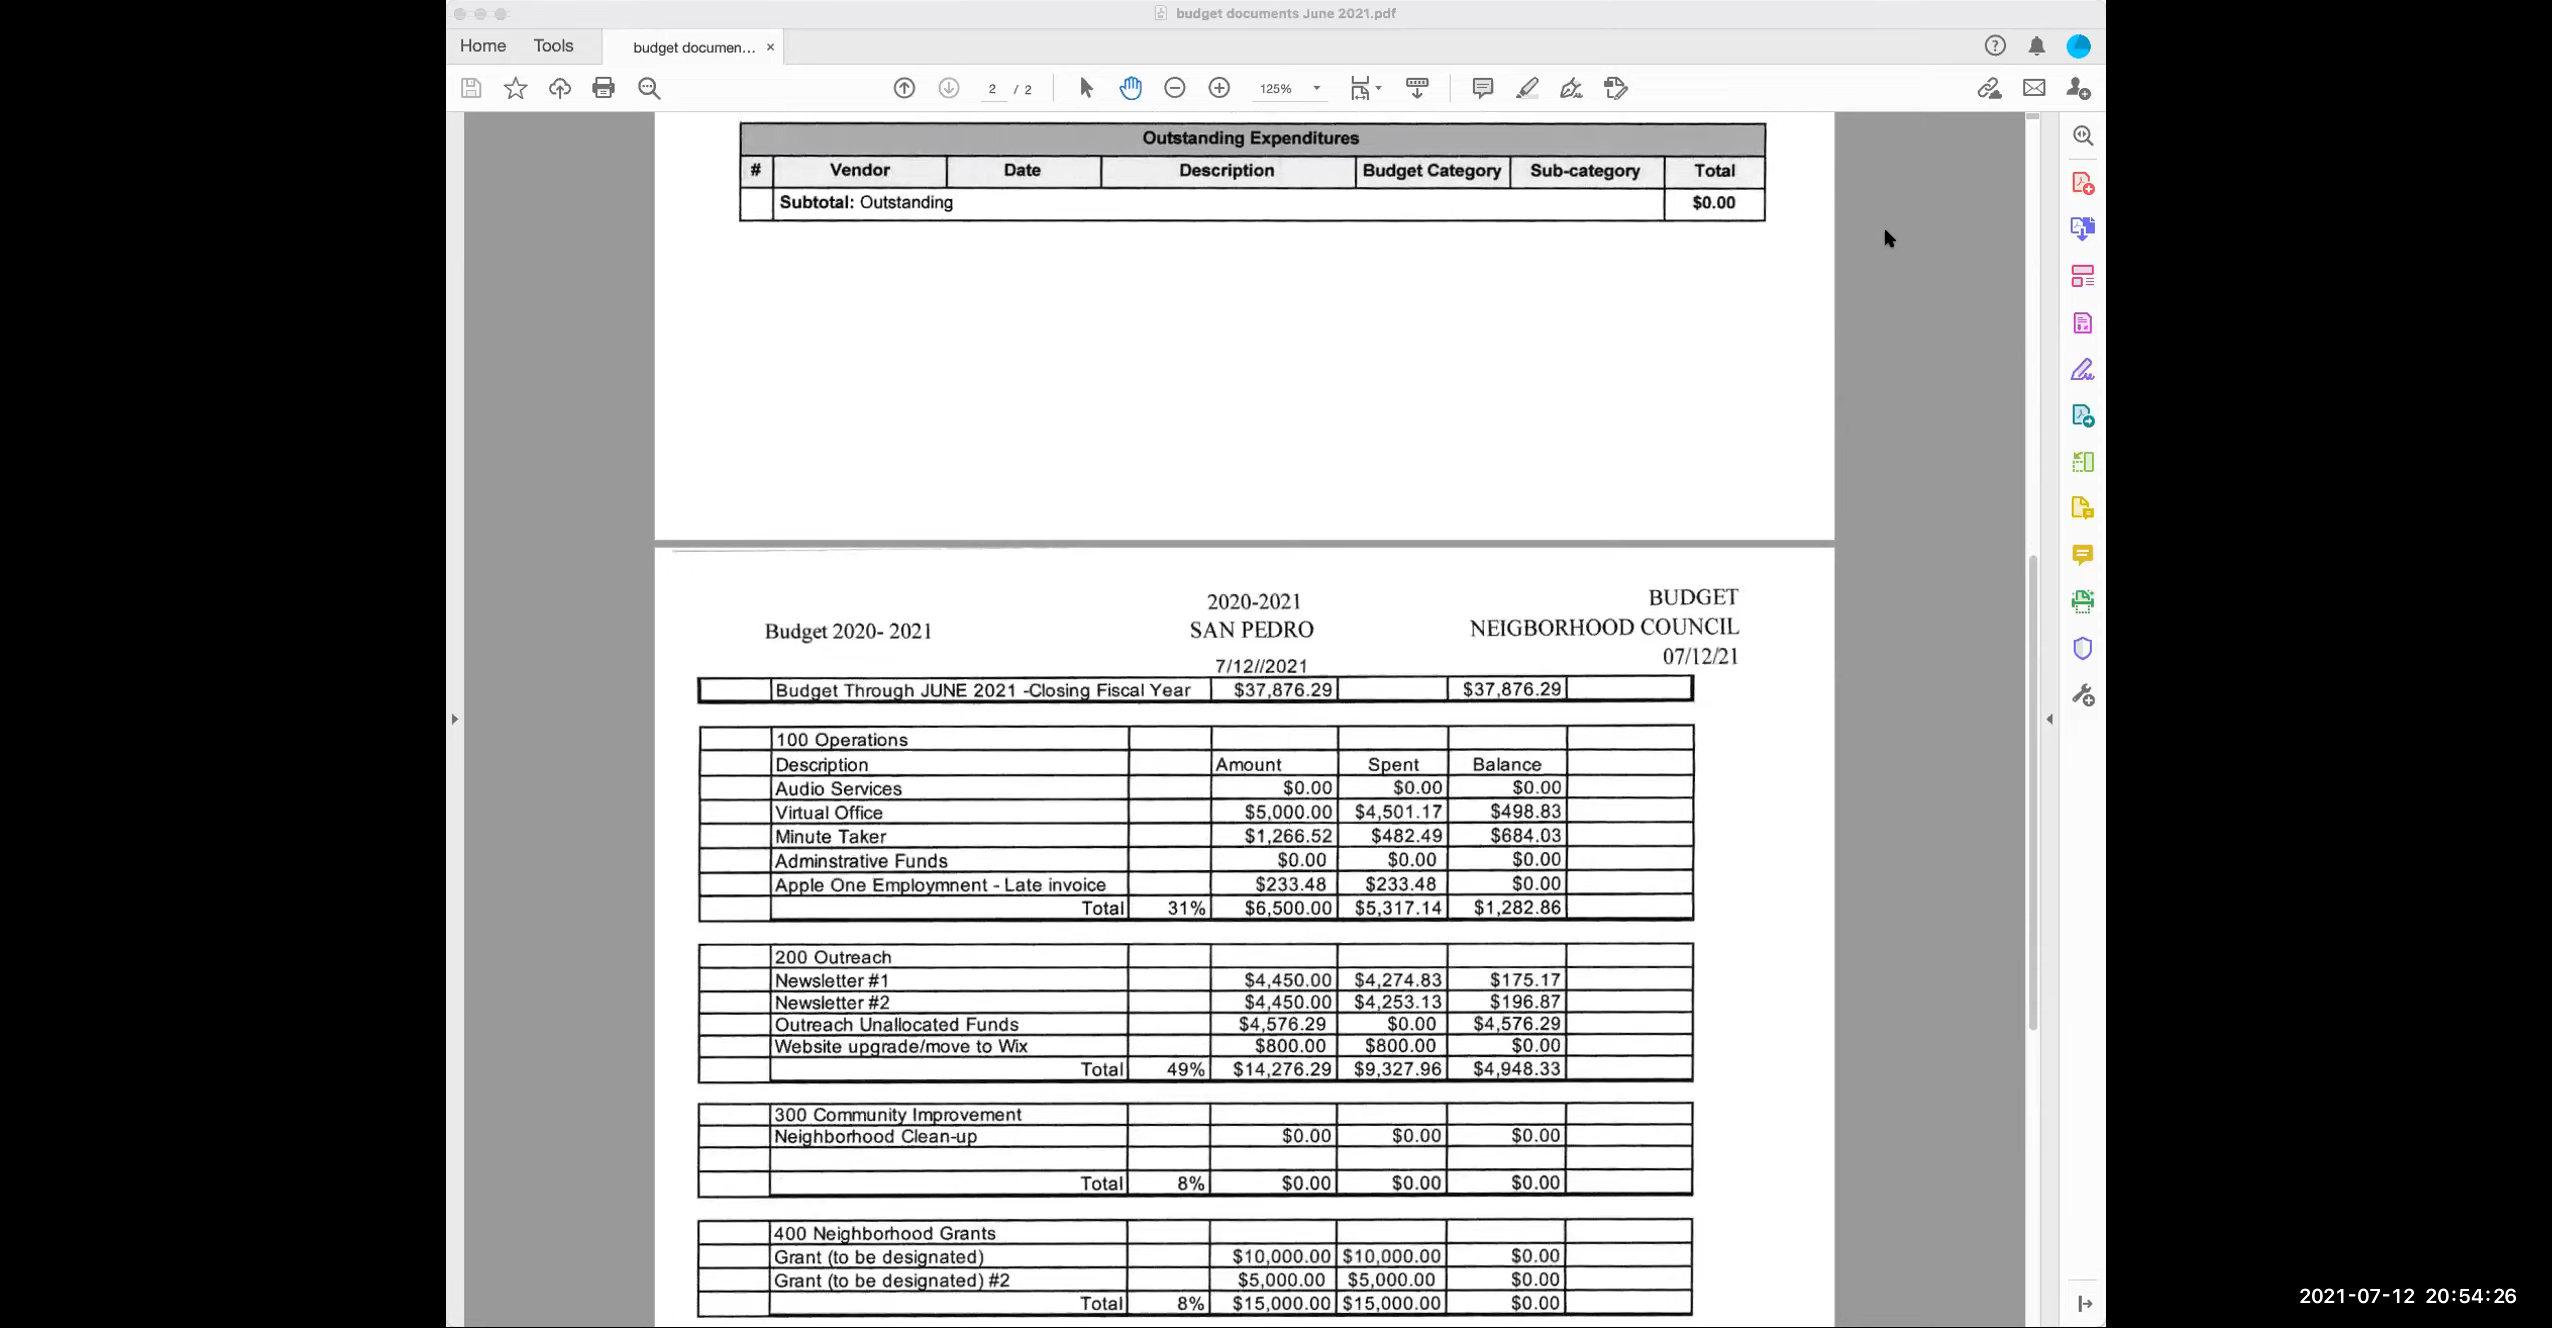 budget documents June 2021.pdf
Home Tools budget documen... ×
2 / 2 125%
Outstanding Expenditures
# Vendor Date Description Budget Category Sub-category Total
Subtotal: Outstanding $0.00
2020-2021 BUDGET
Budget 2020- 2021 SAN PEDRO NEIGBORHOOD COUNCIL
7/12//2021 07/12/21
Budget Through JUNE 2021 -Closing Fiscal Year $37,876.29 $37,876.29
100 Operations
Description Amount Spent Balance
Audio Services $0.00 $0.00 $0.00
Virtual Office $5,000.00 $4,501.17 $498.83
Minute Taker $1,266.52 $482.49 $684.03
Adminstrative Funds $0.00 $0.00 $0.00
Apple One Employmnent - Late invoice $233.48 $233.48 $0.00
Total 31% $6,500.00 $5,317.14 $1,282.86
200 Outreach
Newsletter #1 $4,450.00 $4,274.83 $175.17
Newsletter #2 $4,450.00 $4,253.13 $196.87
Outreach Unallocated Funds $4,576.29 $0.00 $4,576.29
Website upgrade/move to Wix $800.00 $800.00 $0.00
Total 49% $14,276.29 $9,327.96 $4,948.33
300 Community Improvement
Neighborhood Clean-up $0.00 $0.00 $0.00
Total 8% $0.00 $0.00 $0.00
400 Neighborhood Grants
Grant (to be designated) $10,000.00 $10,000.00 $0.00
Grant (to be designated) #2 $5,000.00 $5,000.00 $0.00
Total 8% $15,000.00 $15,000.00 $0.00
2021-07-12 20:54:26